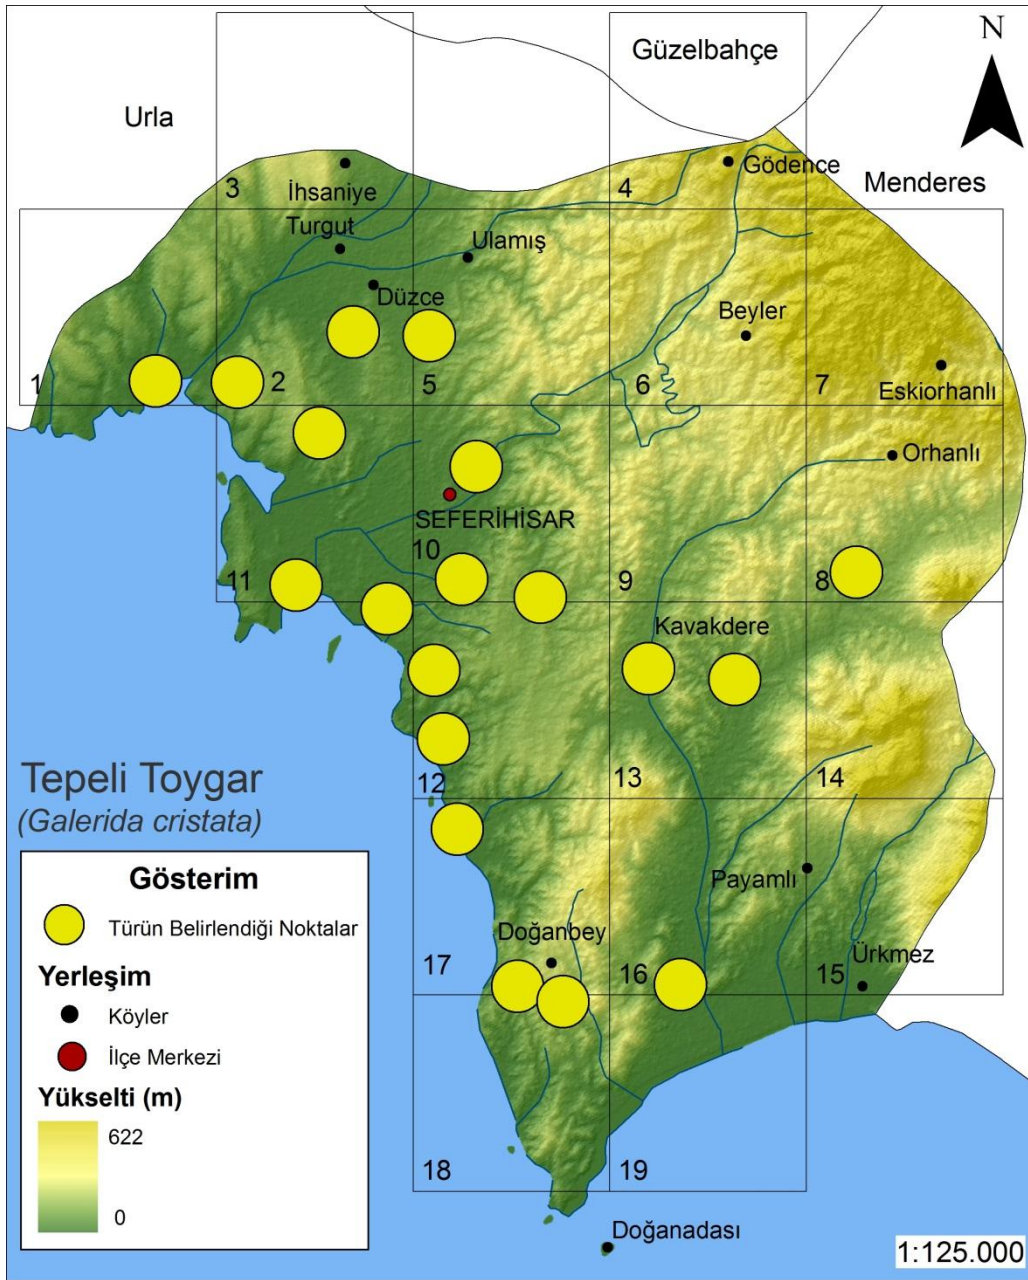 N
Güzelbahçe
Urla
Gödence
Menderes
3
4
İhsaniye
Turgut
Ulamış
Düzce
Beyler
1
2
5
6
7
Eskiorhanlı
Orhanlı
SEFERİHİSAR
10
11
9
8
Kavakdere
Tepeli Toygar
(Galerida cristata)
12
13
14
Gösterim
Türün Belirlendiği Noktalar
Payamlı
Doğanbey
Ürkmez
17
16
15
Yerleşim
Köyler
İlçe Merkezi
Yükselti (m)
622
0
18
19
Doğanadası
1:125.000